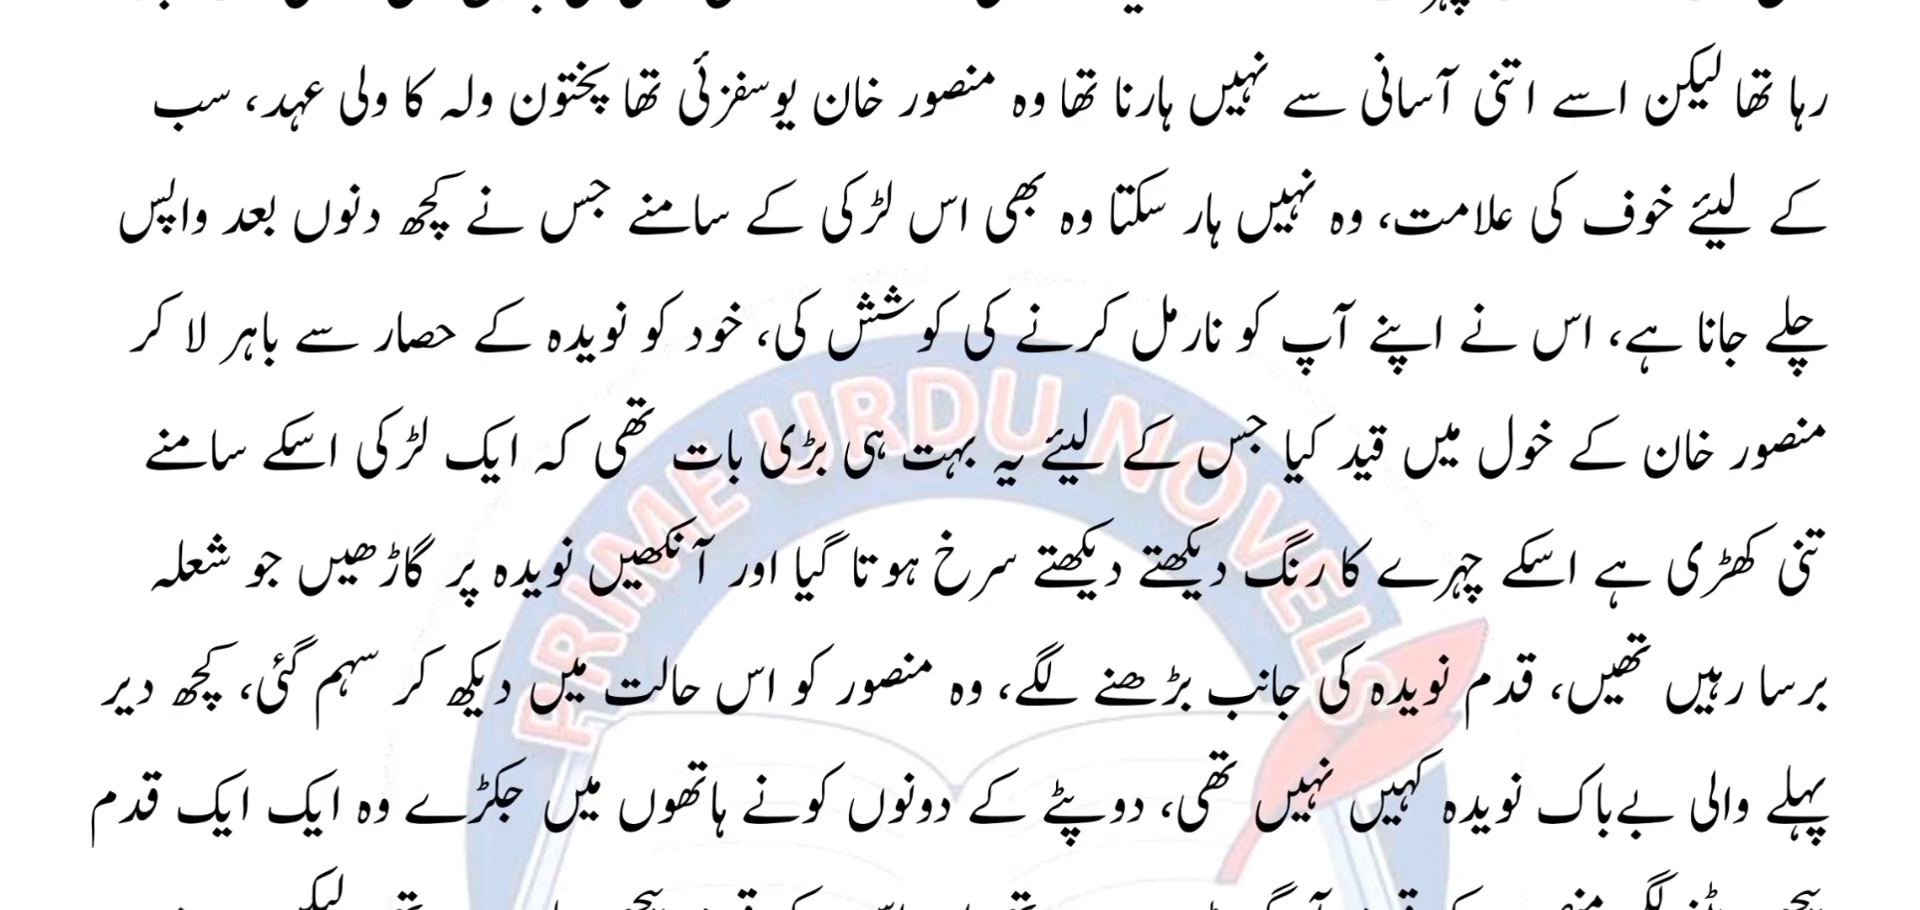 رہا تھا لیکن اسے اتنی آسانی سے نہیں ہارنا تھا وہ منصور خان یوسفزئی تھا پختون ولہ کا ولی عہد، سب
کے لیئے خوف کی علامت، وہ نہیں ہار سکتا وہ بھی اس لڑکی کے سامنے جس نے کچھ دنوں بعد واپس
چلے جانا ہے، اس نے اپنے آپ کو نارمل کرنے کی کوشش کی، خود کو نویدہ کے حصار سے باہر لا کر
منصور خان کے خول میں قید کیا جس کے لیئے یہ بہت ہی بڑی بات تھی کہ ایک لڑکی اسکے سامنے
تنی کھڑی ہے اسکے چہرے کا رنگ دیکھتے دیکھتے سرخ ہوتا گیا اور آنکھیں نویدہ پر گاڑھیں جو شعلہ
برسا رہیں تھیں، قدم نویدہ کی جانب بڑھنے لگے، وہ منصور کو اس حالت میں دیکھ کر سہم گئی، کچھ دیر
پہلے والی بےباک نویدہ کہیں نہیں تھی، دوپٹے کے دونوں کونے ہاتھوں میں جکڑے وہ ایک ایک قدم
PRIME URDU NOVELS